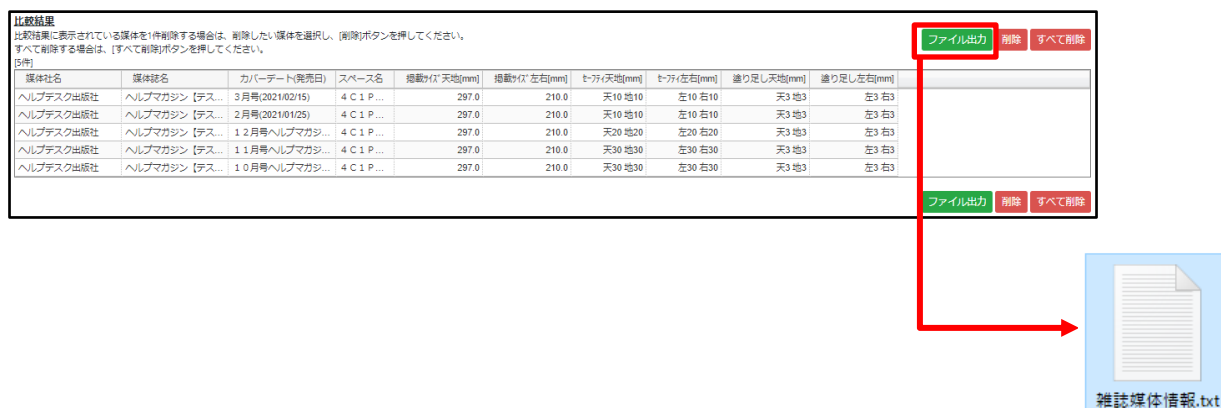 比較結果
比較結果に表示されている媒体を1件削除する場合は、削除したい媒体を選択し、[削除]ボタンを押してください。
すべて削除する場合は、[すべて削除]ボタンを押してください。
[5件]
ファイル出力 削除 すべて削除
媒体社名 媒体誌名 カバーデート(発売日) スペース名 掲載ｻｲｽﾞ天地[mm] 掲載ｻｲｽﾞ左右[mm] ｾｰﾌﾃｨ天地[mm] ｾｰﾌﾃｨ左右[mm] 塗り足し天地[mm] 塗り足し左右[mm]
ヘルプデスク出版社 ヘルプマガジン【テス... 3月号(2021/02/15) ４Ｃ１Ｐ... 297.0 210.0 天10 地10 左10 右10 天3 地3 左3 右3
ヘルプデスク出版社 ヘルプマガジン【テス... 2月号(2021/01/25) ４Ｃ１Ｐ... 297.0 210.0 天10 地10 左10 右10 天3 地3 左3 右3
ヘルプデスク出版社 ヘルプマガジン【テス... １２月号ヘルプマガジ... ４Ｃ１Ｐ... 297.0 210.0 天20 地20 左20 右20 天3 地3 左3 右3
ヘルプデスク出版社 ヘルプマガジン【テス... １１月号ヘルプマガジ... ４Ｃ１Ｐ... 297.0 210.0 天30 地30 左30 右30 天3 地3 左3 右3
ヘルプデスク出版社 ヘルプマガジン【テス... １０月号ヘルプマガジ... ４Ｃ１Ｐ... 297.0 210.0 天30 地30 左30 右30 天3 地3 左3 右3
ファイル出力 削除 すべて削除
雑誌媒体情報.txt